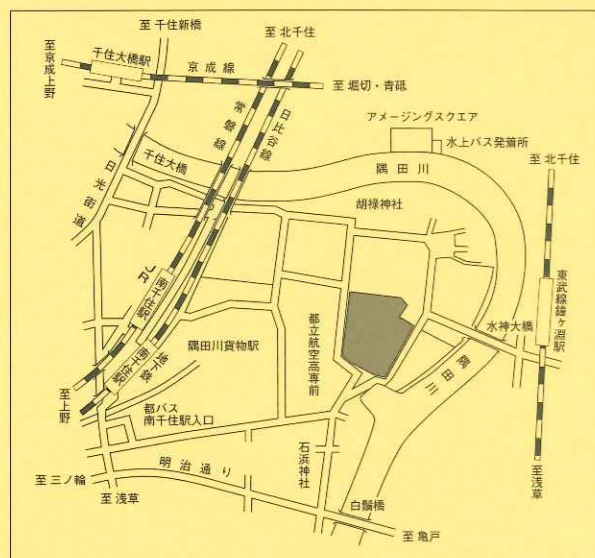 至 千住新橋
至 北千住
至京成上野
千住大橋駅
京成線
至 堀切・青砥
常磐線
日比谷線
アメージングスクエア
水上バス発着所
千住大橋
隅田川
至 北千住
日光街道
胡禄神社
JR
南千住駅
東武線鐘ヶ淵駅
水神大橋
地下鉄
南千住駅
隅田川貨物駅
都立航空高専前
隅田川
至上野
都バス
南千住駅入口
石浜神社
明治通り
至 三ノ輪
至 浅草
白鬚橋
至浅草
至 亀戸